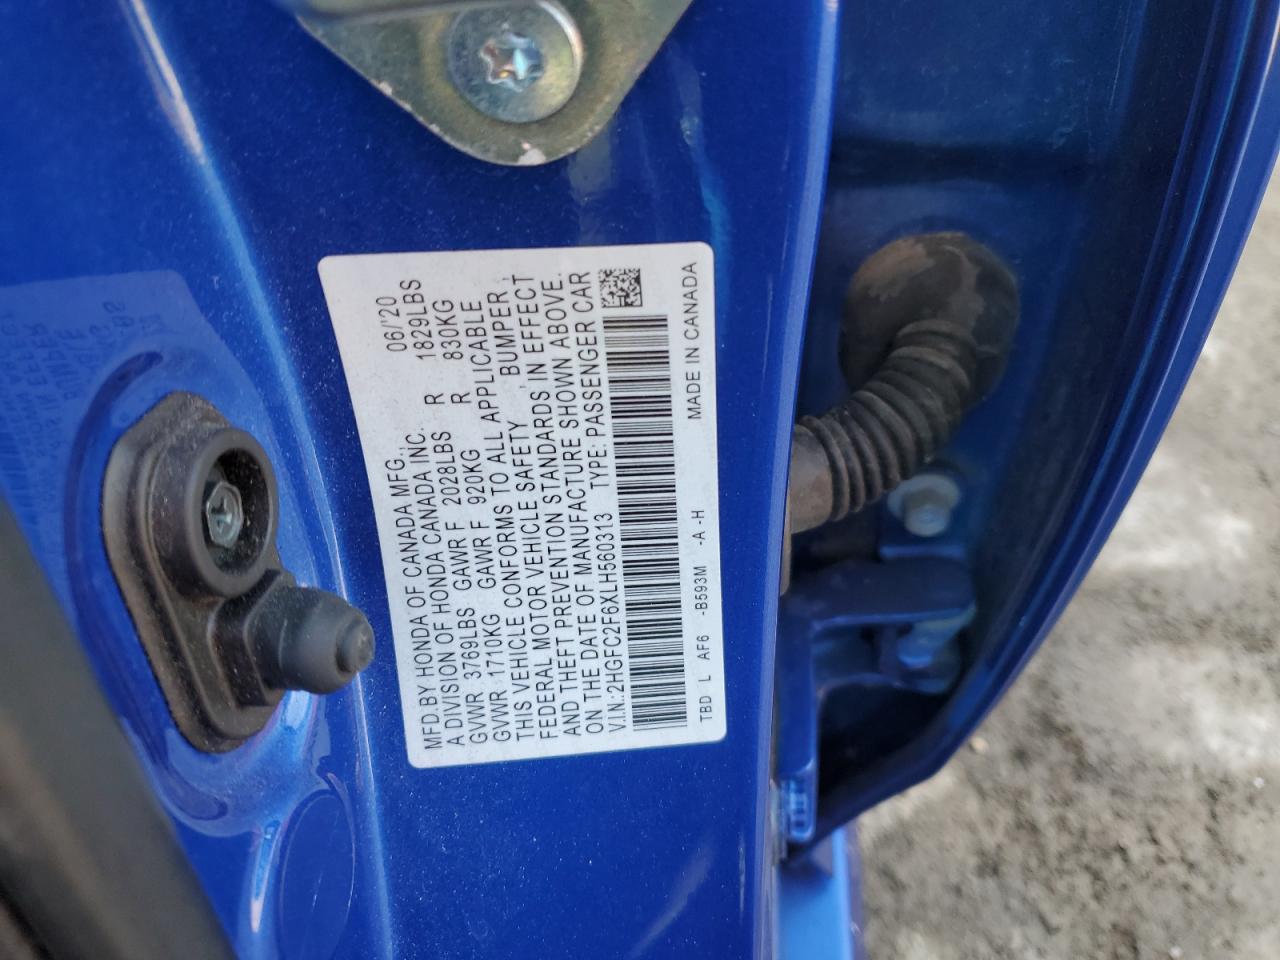 MFD.BY HONDA OF CANADA MFG., 06/'20
A DIVISION OF HONDA CANADA INC.
GVWR 3769LBS GAWR F 2028LBS R 1829LBS
GVWR 1710KG GAWR F 920KG R 830KG
THIS VEHICLE CONFORMS TO ALL APPLICABLE
FEDERAL MOTOR VEHICLE SAFETY, BUMPER,
AND THEFT PREVENTION STANDARDS IN EFFECT
ON THE DATE OF MANUFACTURE SHOWN ABOVE.
V.I.N.:2HGFC2F6XLH560313 TYPE: PASSENGER CAR
TBD L AF6 -B593M -A -H MADE IN CANADA